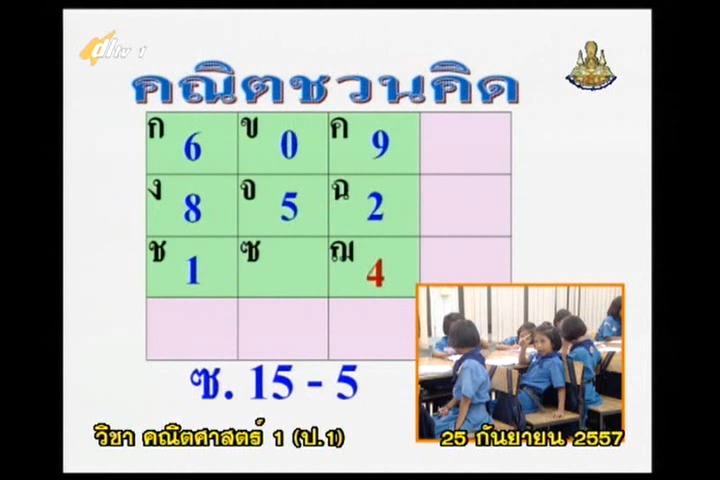 dltv 1
คณิตชวนคิด
ก 6 ข 0 ค 9
ง 8 จ 5 ฉ 2
ช 1 ซ ฌ 4
ซ. 15 - 5
วิชา คณิตศาสตร์ 1 (ป.1)
25 กันยายน 2557